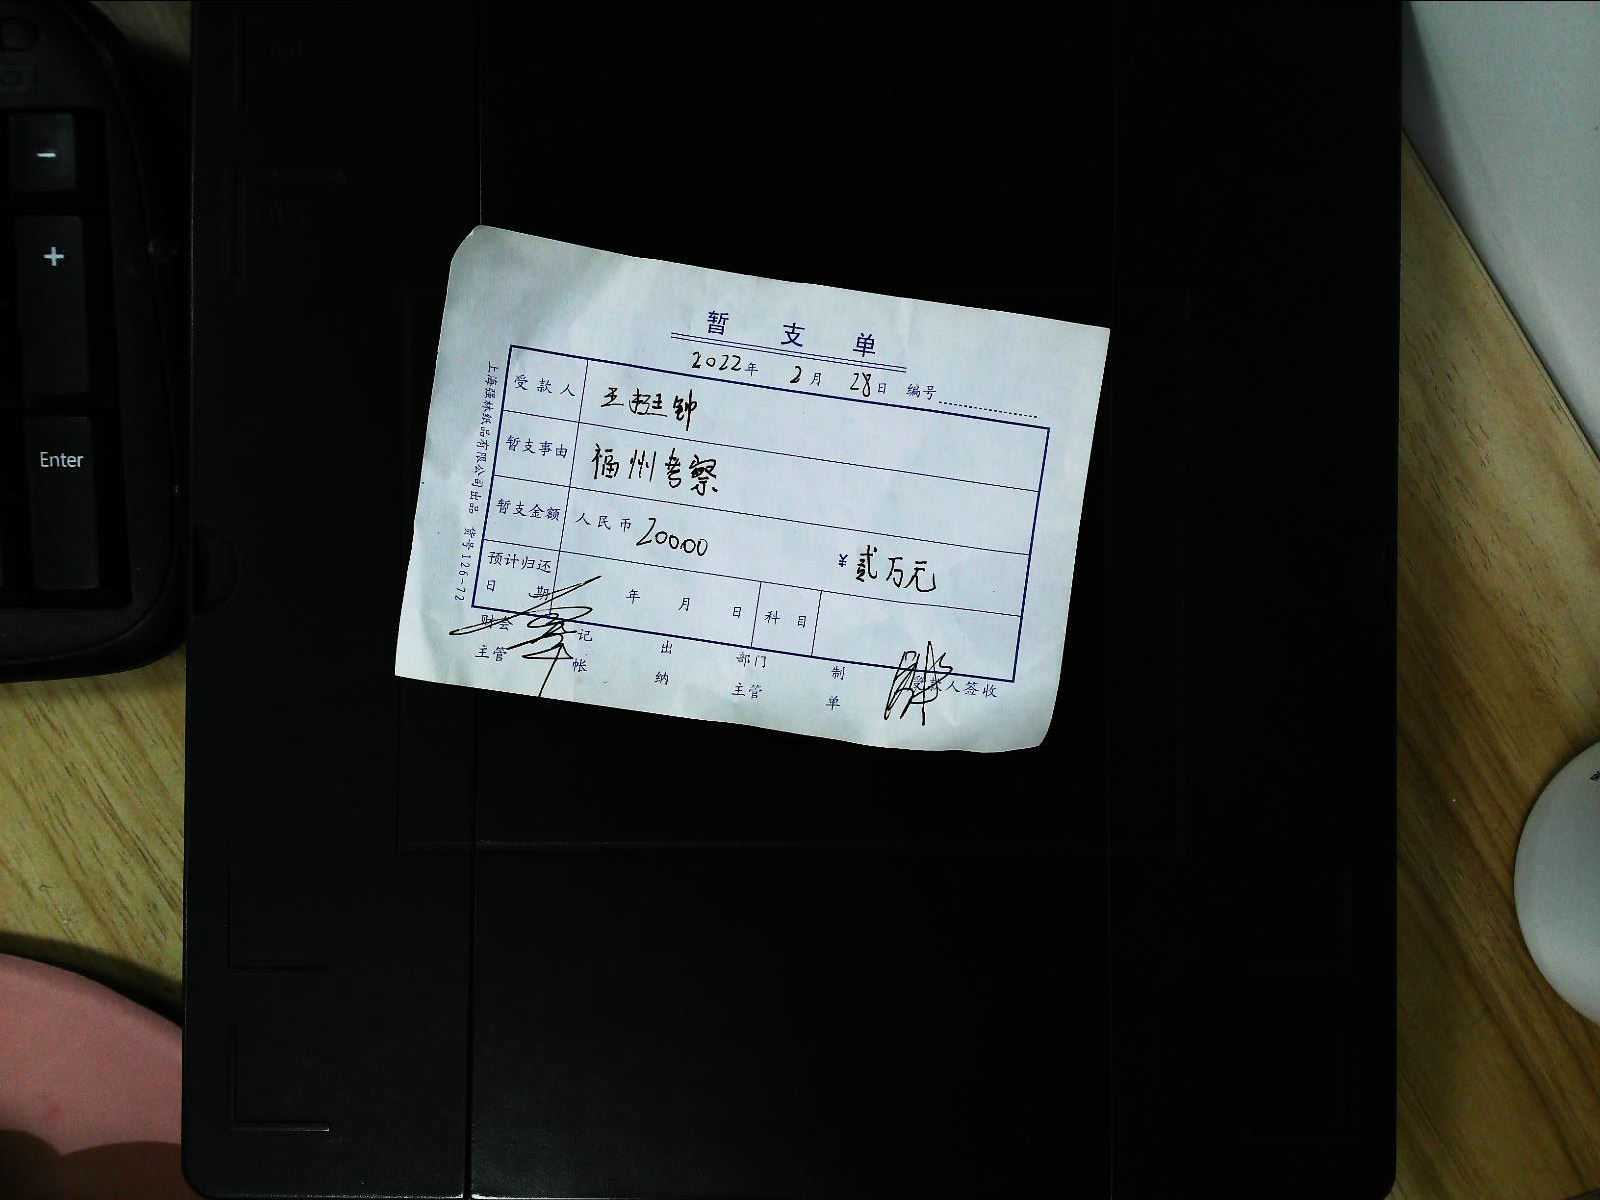 暂 支 单
2022年 2月 28日 编号
受款人 王 钟
暂支事由 福州考察
暂支金额 人民币 20000 ¥ 贰万元
预计归还
日 期 年 月 日 科目
财会
主管
记
帐
出
纳
部门
主管
制
单
受款人签收
上海强林纸品有限公司出品 货号126-72
-
+
Enter